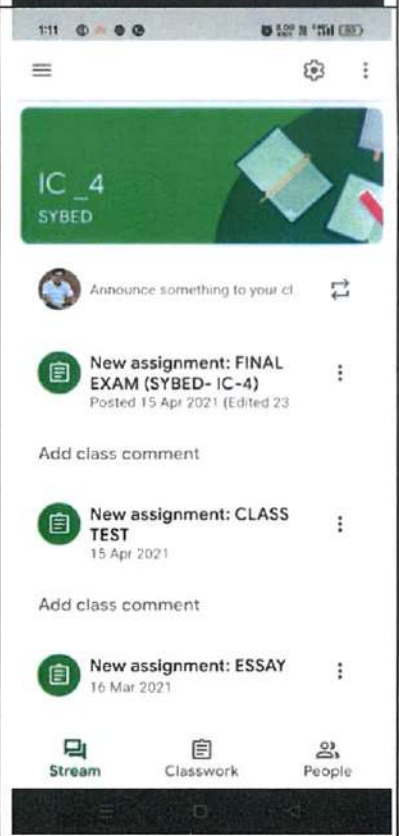 1:11
IC _4
SYBED
Announce something to your cl
New assignment: FINAL
EXAM (SYBED- IC-4)
Posted 15 Apr 2021 (Edited 23
Add class comment
New assignment: CLASS
TEST
15 Apr 2021
Add class comment
New assignment: ESSAY
16 Mar 2021
Stream Classwork People